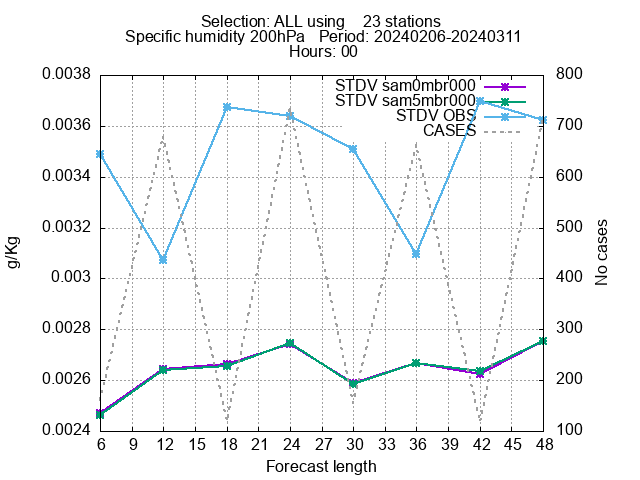 Selection: ALL using 23 stations
Specific humidity 200hPa Period: 20240206-20240311
Hours: 00
STDV sam0mbr000
STDV sam5mbr000
STDV OBS
CASES
0.0038
0.0036
0.0034
0.0032
0.003
0.0028
0.0026
0.0024
g/Kg
800
700
600
500
400
300
200
100
No cases
6 12 15 18 21 24 27 30 33 36 39 42 45 48
Forecast length